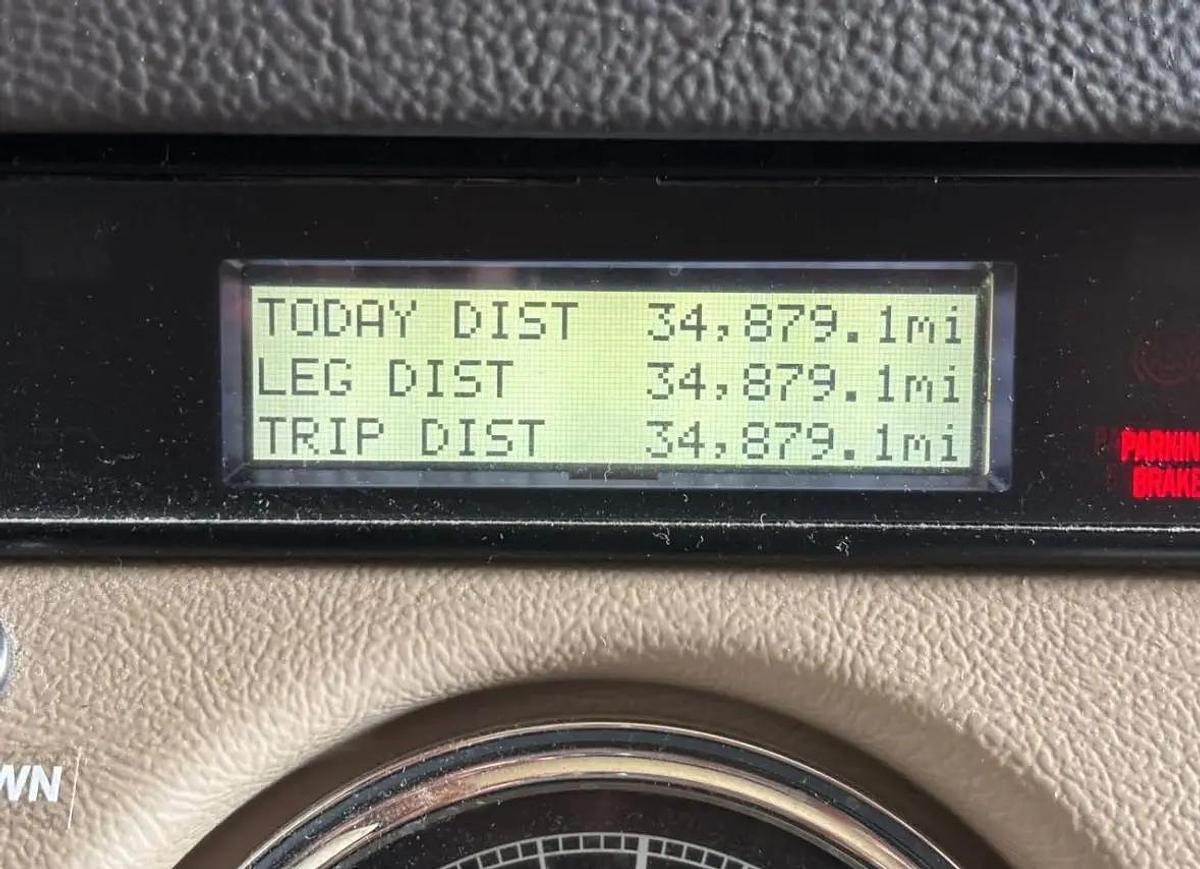 TODAY DIST 34,879.1mi
LEG DIST 34,879.1mi
TRIP DIST 34,879.1mi
PARKIN
BRAKE
WN